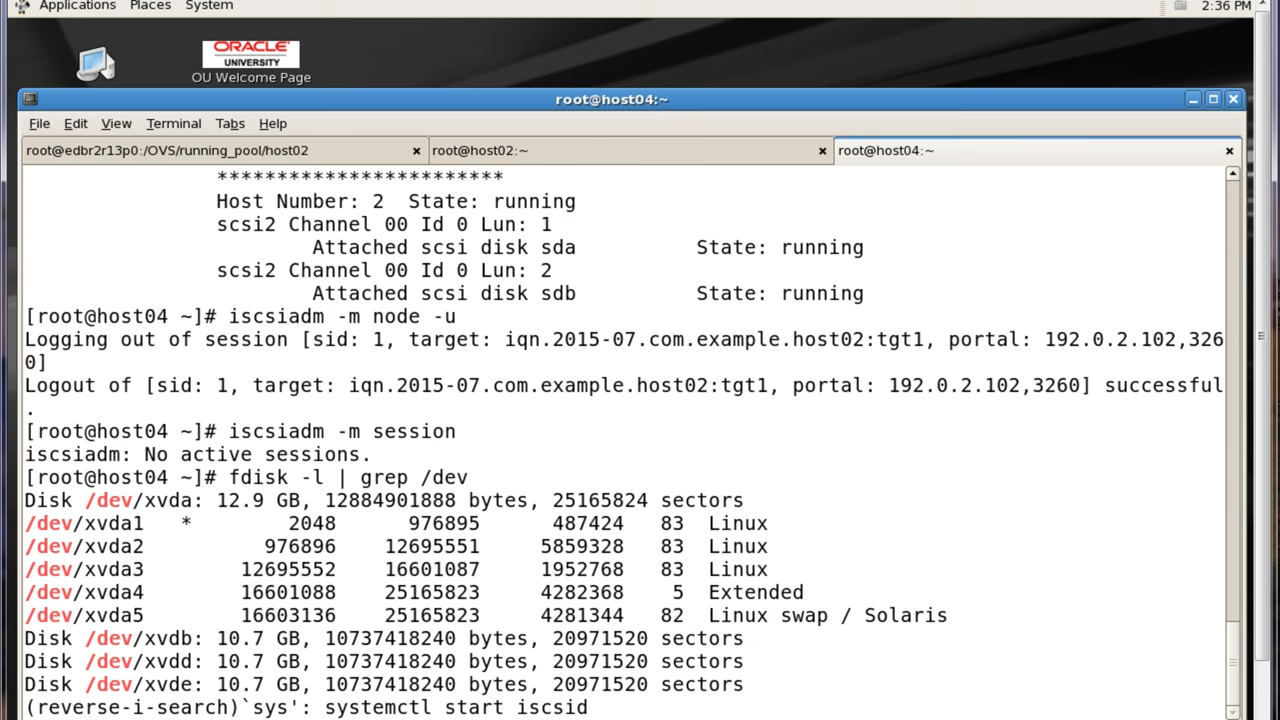 Applications Places System 2:36 PM
ORACLE
UNIVERSITY
OU Welcome Page
root@host04:~
File Edit View Terminal Tabs Help
root@edbr2r13p0:/OVS/running_pool/host02 root@host02:~ root@host04:~
************************
Host Number: 2 State: running
scsi2 Channel 00 Id 0 Lun: 1
Attached scsi disk sda State: running
scsi2 Channel 00 Id 0 Lun: 2
Attached scsi disk sdb State: running
[root@host04 ~]# iscsiadm -m node -u
Logging out of session [sid: 1, target: iqn.2015-07.com.example.host02:tgt1, portal: 192.0.2.102,326
0]
Logout of [sid: 1, target: iqn.2015-07.com.example.host02:tgt1, portal: 192.0.2.102,3260] successful
.
[root@host04 ~]# iscsiadm -m session
iscsiadm: No active sessions.
[root@host04 ~]# fdisk -l | grep /dev
Disk /dev/xvda: 12.9 GB, 12884901888 bytes, 25165824 sectors
/dev/xvda1 * 2048 976895 487424 83 Linux
/dev/xvda2 976896 12695551 5859328 83 Linux
/dev/xvda3 12695552 16601087 1952768 83 Linux
/dev/xvda4 16601088 25165823 4282368 5 Extended
/dev/xvda5 16603136 25165823 4281344 82 Linux swap / Solaris
Disk /dev/xvdb: 10.7 GB, 10737418240 bytes, 20971520 sectors
Disk /dev/xvdd: 10.7 GB, 10737418240 bytes, 20971520 sectors
Disk /dev/xvde: 10.7 GB, 10737418240 bytes, 20971520 sectors
(reverse-i-search)`sys': systemctl start iscsid